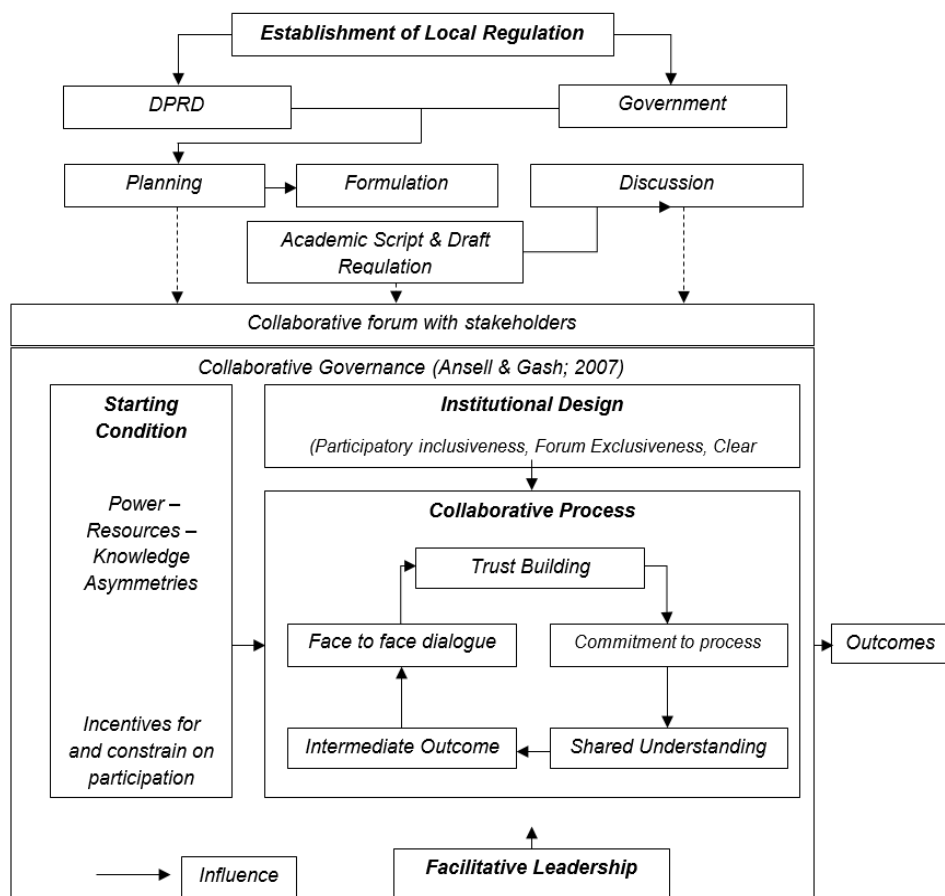 Establishment of Local Regulation
DPRD
Government
Planning
Formulation
Discussion
Academic Script & Draft
Regulation
Collaborative forum with stakeholders
Collaborative Governance (Ansell & Gash; 2007)
Starting
Condition
Power –
Resources –
Knowledge
Asymmetries
Incentives for
and constrain on
participation
Institutional Design
(Participatory inclusiveness, Forum Exclusiveness, Clear
Collaborative Process
Trust Building
Face to face dialogue
Commitment to process
Intermediate Outcome
Shared Understanding
Outcomes
Influence
Facilitative Leadership